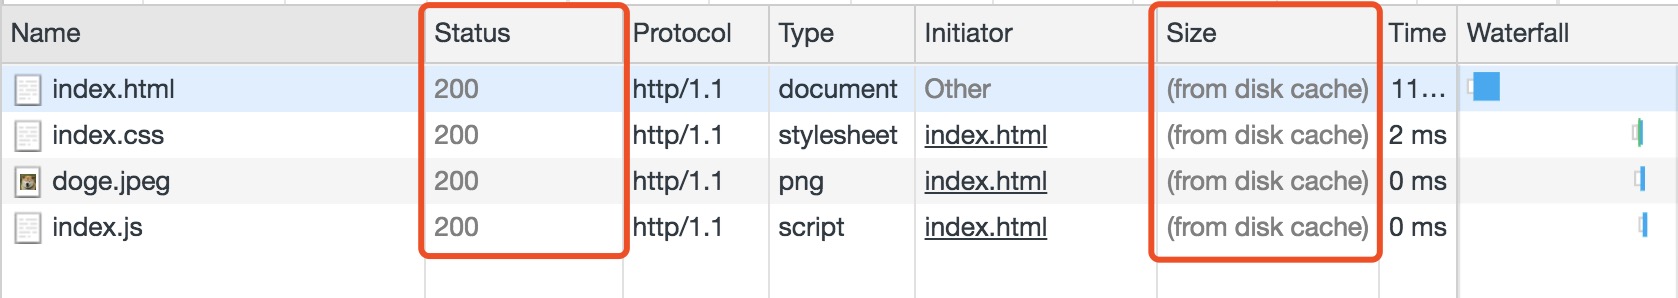 Name Status Protocol Type Initiator Size Time Waterfall
index.html 200 http/1.1 document Other (from disk cache) 11...
index.css 200 http/1.1 stylesheet index.html (from disk cache) 2 ms
doge.jpeg 200 http/1.1 png index.html (from disk cache) 0 ms
index.js 200 http/1.1 script index.html (from disk cache) 0 ms